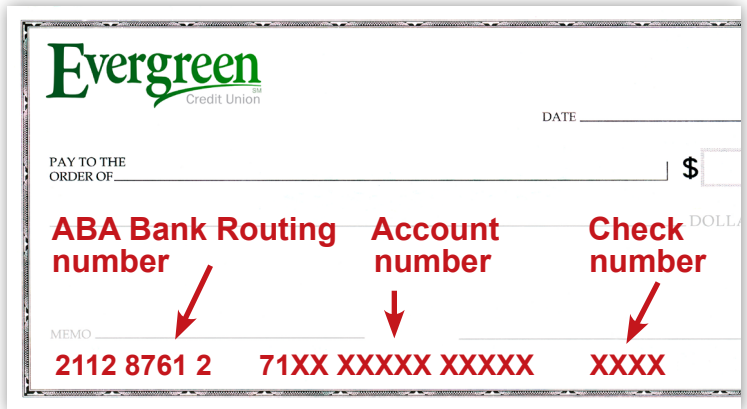 Evergreen
SM
Credit Union
DATE
PAY TO THE
ORDER OF
$
DOLLA
ABA Bank Routing number
Account number
Check number
MEMO
2112 8761 2 71XX XXXXX XXXXX XXXX